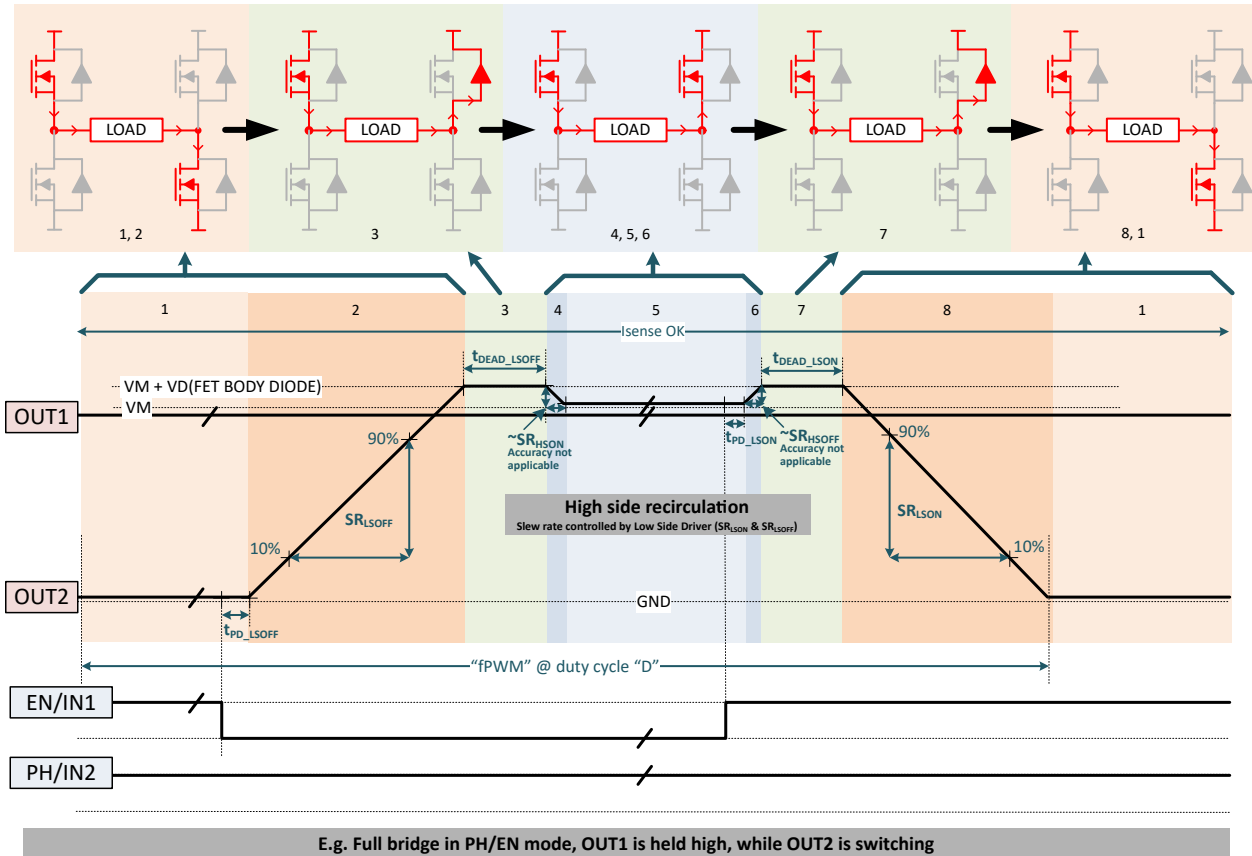 LOAD
LOAD
LOAD
LOAD
LOAD
1, 2
3
4, 5, 6
7
8, 1
1
2
3
4
5
6
7
8
1
Isense OK
tDEAD_LSOFF
tDEAD_LSON
VM + VD(FET BODY DIODE)
VM
OUT1
90%
~SRHSON
Accuracy not
applicable
tPD_LSON
~SRHSOFF
Accuracy not
applicable
90%
SRLSOFF
High side recirculation
Slew rate controlled by Low Side Driver (SRLSON & SRLSOFF)
SRLSON
10%
10%
OUT2
GND
tPD_LSOFF
“fPWM” @ duty cycle “D”
EN/IN1
PH/IN2
E.g. Full bridge in PH/EN mode, OUT1 is held high, while OUT2 is switching